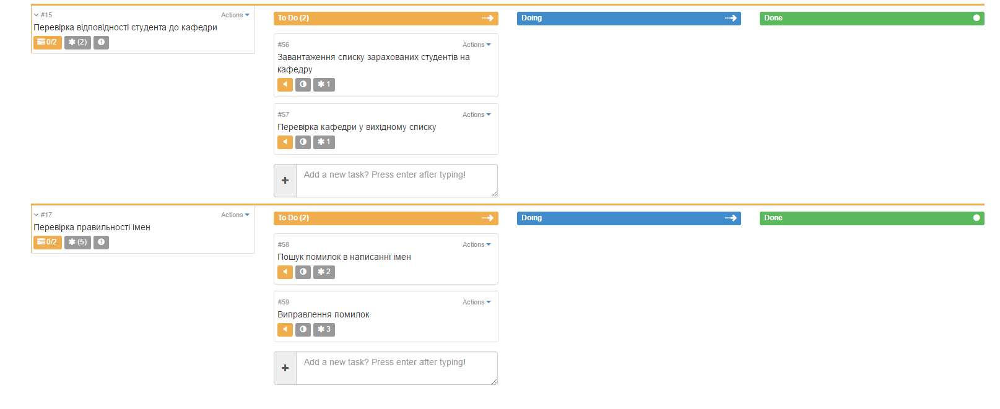 #15 Actions
Перевірка відповідності студента до кафедри
0/2 (2)
To Do (2)
Doing
Done
#56 Actions
Завантаження списку зарахованих студентів на
кафедру
1
#57 Actions
Перевірка кафедри у вихідному списку
1
Add a new task? Press enter after typing!
#17 Actions
Перевірка правильності імен
0/2 (5)
To Do (2)
Doing
Done
#58 Actions
Пошук помилок в написанні імен
2
#59 Actions
Виправлення помилок
3
Add a new task? Press enter after typing!